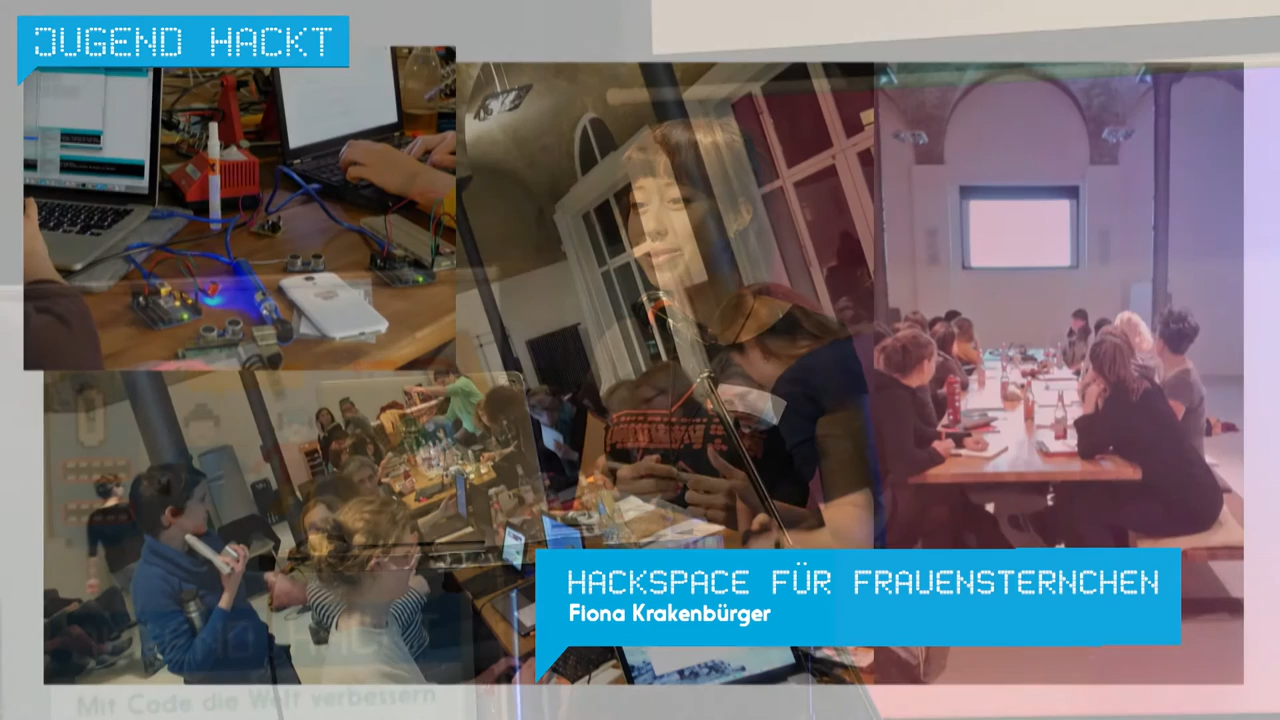 JUGEND HACKT
HACKSPACE FÜR FRAUENSTERNCHEN
Fiona Krakenbürger
Mit Code die Welt verbessern